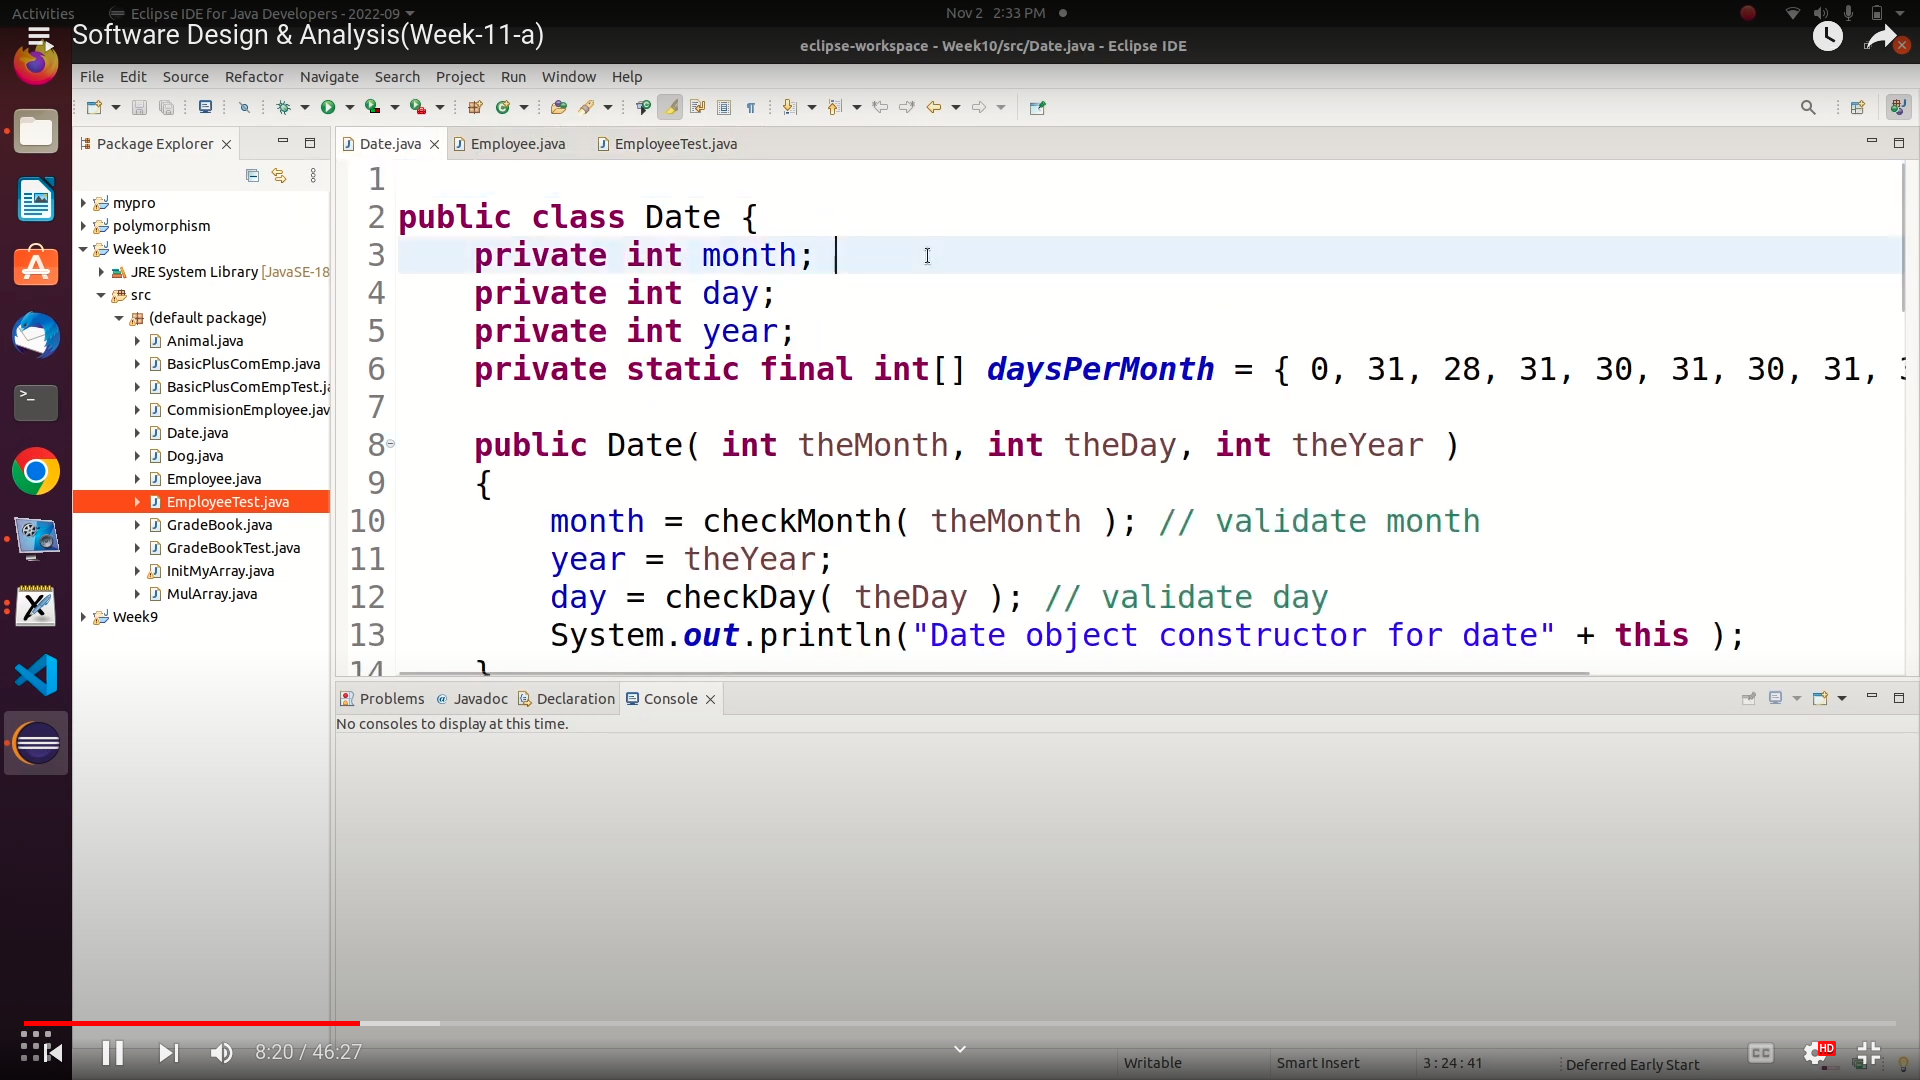 Activities
Eclipse IDE for Java Developers - 2022-09
Nov 2 2:33 PM
Software Design & Analysis(Week-11-a)
eclipse-workspace - Week10/src/Date.java - Eclipse IDE
File Edit Source Refactor Navigate Search Project Run Window Help
Package Explorer
Date.java
Employee.java
EmployeeTest.java
mypro
polymorphism
Week10
JRE System Library [JavaSE-18
src
(default package)
Animal.java
BasicPlusComEmp.java
BasicPlusComEmpTest.ja
CommisionEmployee.jav
Date.java
Dog.java
Employee.java
EmployeeTest.java
GradeBook.java
GradeBookTest.java
InitMyArray.java
MulArray.java
Week9
1
2 public class Date {
3 private int month;
4 private int day;
5 private int year;
6 private static final int[] daysPerMonth = { 0, 31, 28, 31, 30, 31, 30, 31,
7
8 public Date( int theMonth, int theDay, int theYear )
9 {
10 month = checkMonth( theMonth ); // validate month
11 year = theYear;
12 day = checkDay( theDay ); // validate day
13 System.out.println("Date object constructor for date" + this );
14 }
Problems
@ Javadoc
Declaration
Console
No consoles to display at this time.
8:20 / 46:27
CC
HD
Writable
Smart Insert
3:24:41
Deferred Early Start